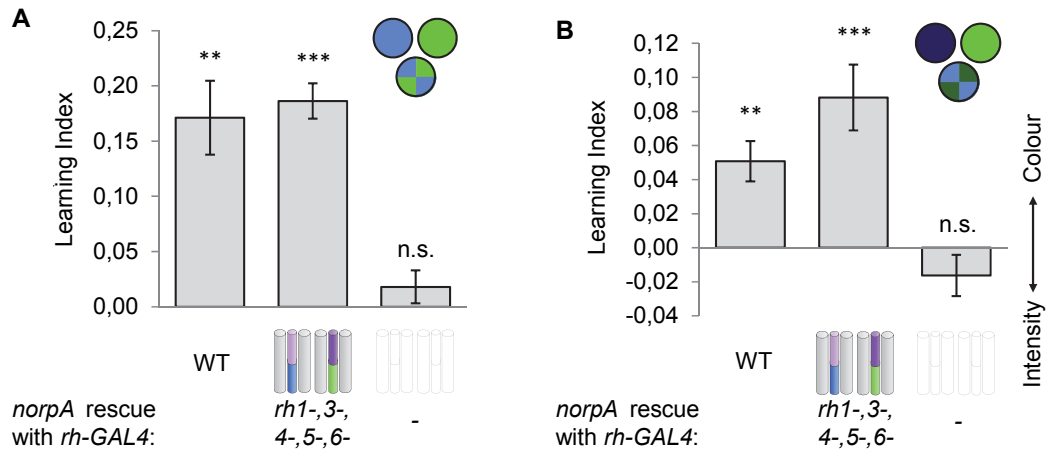 A
Learning Index
0,25
0,20
0,15
0,10
0,05
0,00
**
***
n.s.
WT
norpA rescue
with rh-GAL4:
rh1-,3-,
4-,5-,6-
-
B
Learning Index
0,12
0,10
0,08
0,06
0,04
0,02
0,00
-0,02
-0,04
**
***
n.s.
Colour
Intensity
WT
norpA rescue
with rh-GAL4:
rh1-,3-,
4-,5-,6-
-